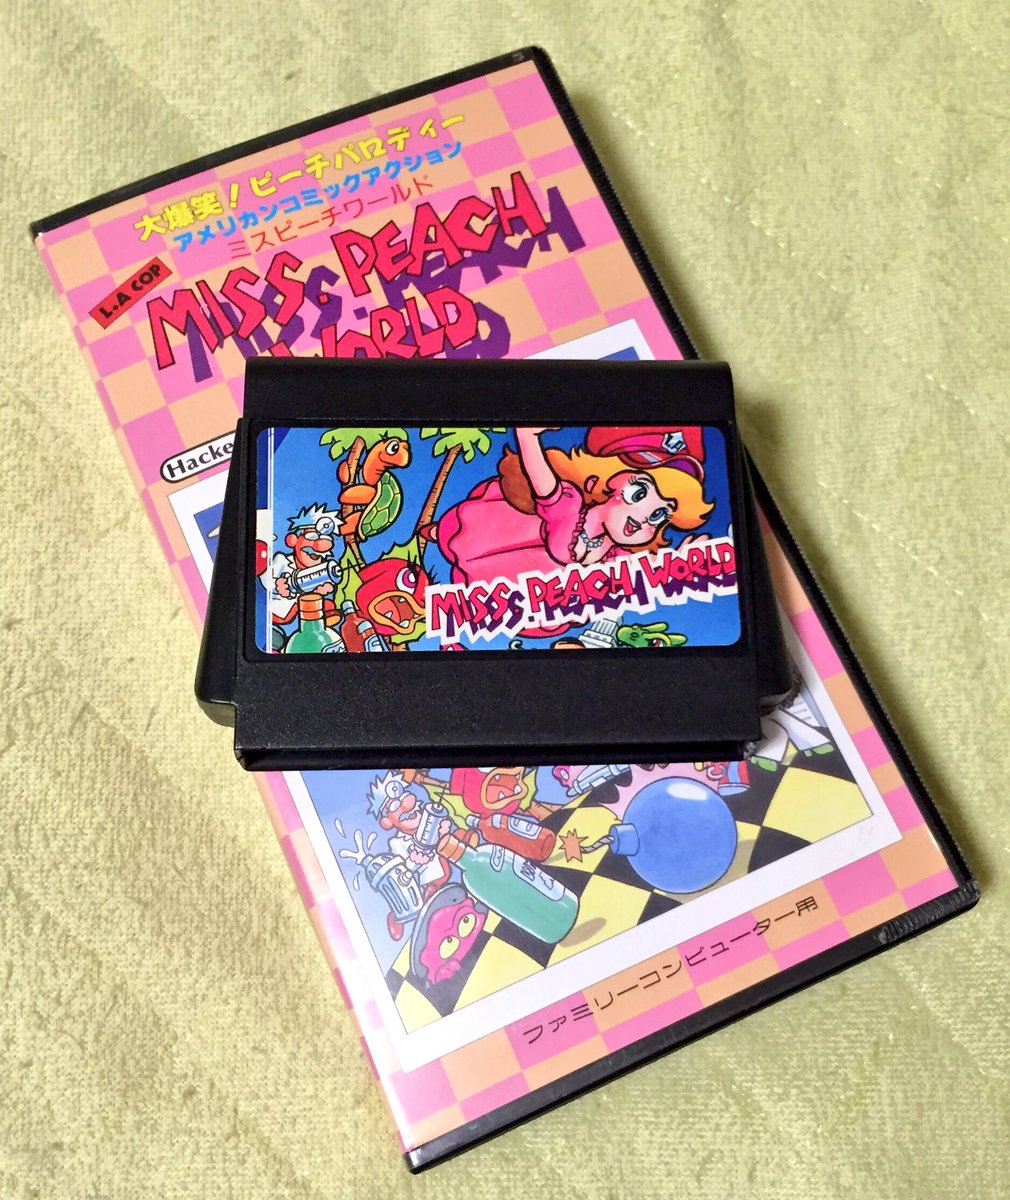 大爆笑!ピーチパロディー
アメリカンコミックアクション
ミスピーチワールド
L.A COP
MISS. PEACH
WORLD
Hacke
MISS. PEACH WORLD
ファミリーコンピューター用